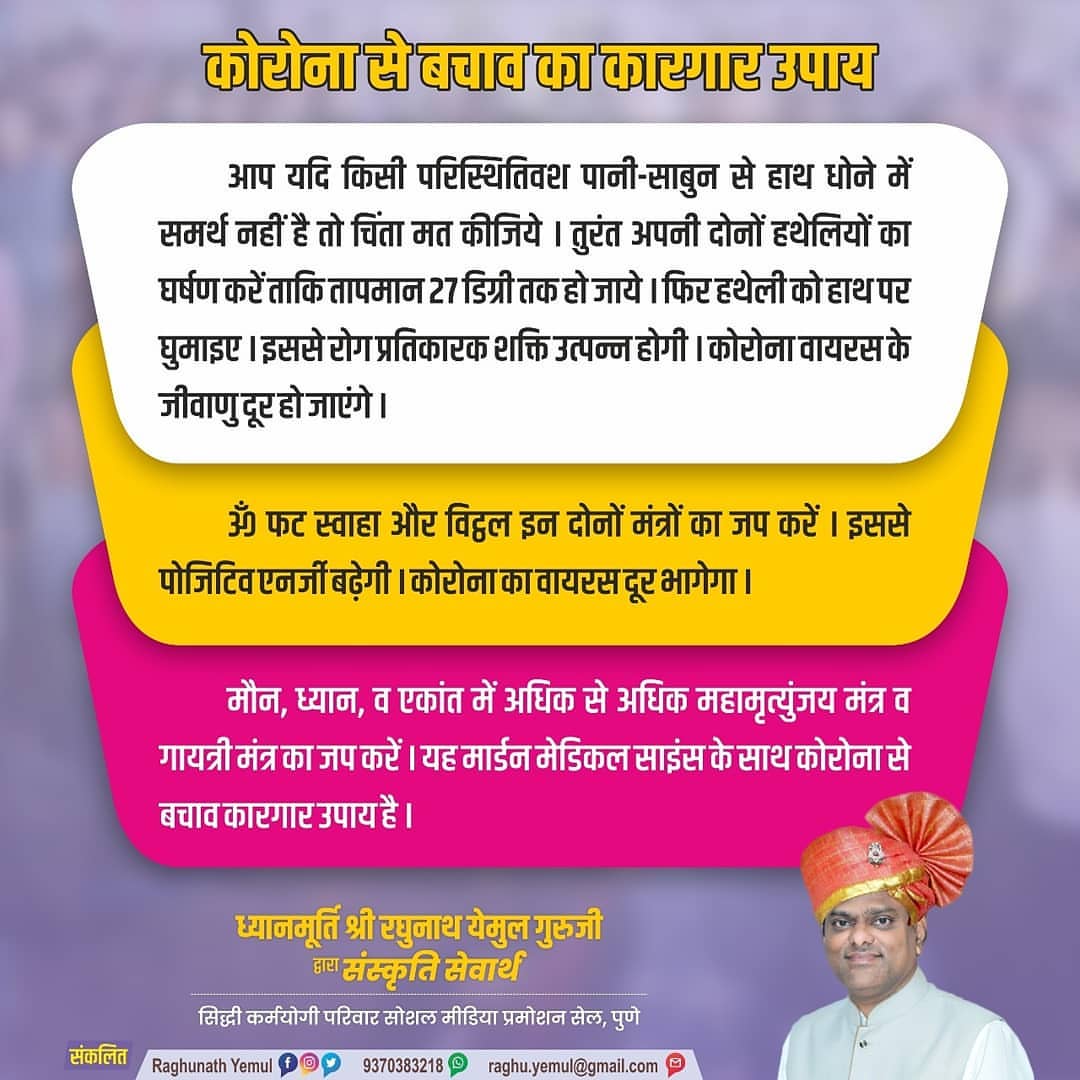 कोरोना से बचाव का कारगार उपाय
आप यदि किसी परिस्थितिवश पानी-साबुन से हाथ धोने में
समर्थ नहीं है तो चिंता मत कीजिये । तुरंत अपनी दोनों हथेलियों का
घर्षण करें ताकि तापमान 27 डिग्री तक हो जाये । फिर हथेली को हाथ पर
घुमाइए । इससे रोग प्रतिकारक शक्ति उत्पन्न होगी । कोरोना वायरस के
जीवाणु दूर हो जाएंगे ।
ॐ फट स्वाहा और विट्ठल इन दोनों मंत्रों का जप करें । इससे
पोजिटिव एनर्जी बढ़ेगी । कोरोना का वायरस दूर भागेगा ।
मौन, ध्यान, व एकांत में अधिक से अधिक महामृत्युंजय मंत्र व
गायत्री मंत्र का जप करें । यह मार्डन मेडिकल साइंस के साथ कोरोना से
बचाव कारगार उपाय है ।
ध्यानमूर्ति श्री रघुनाथ येमुल गुरुजी
द्वारा संस्कृति सेवार्थ
सिद्धी कर्मयोगी परिवार सोशल मीडिया प्रमोशन सेल, पुणे
संकलित
Raghunath Yemul 9370383218 raghu.yemul@gmail.com